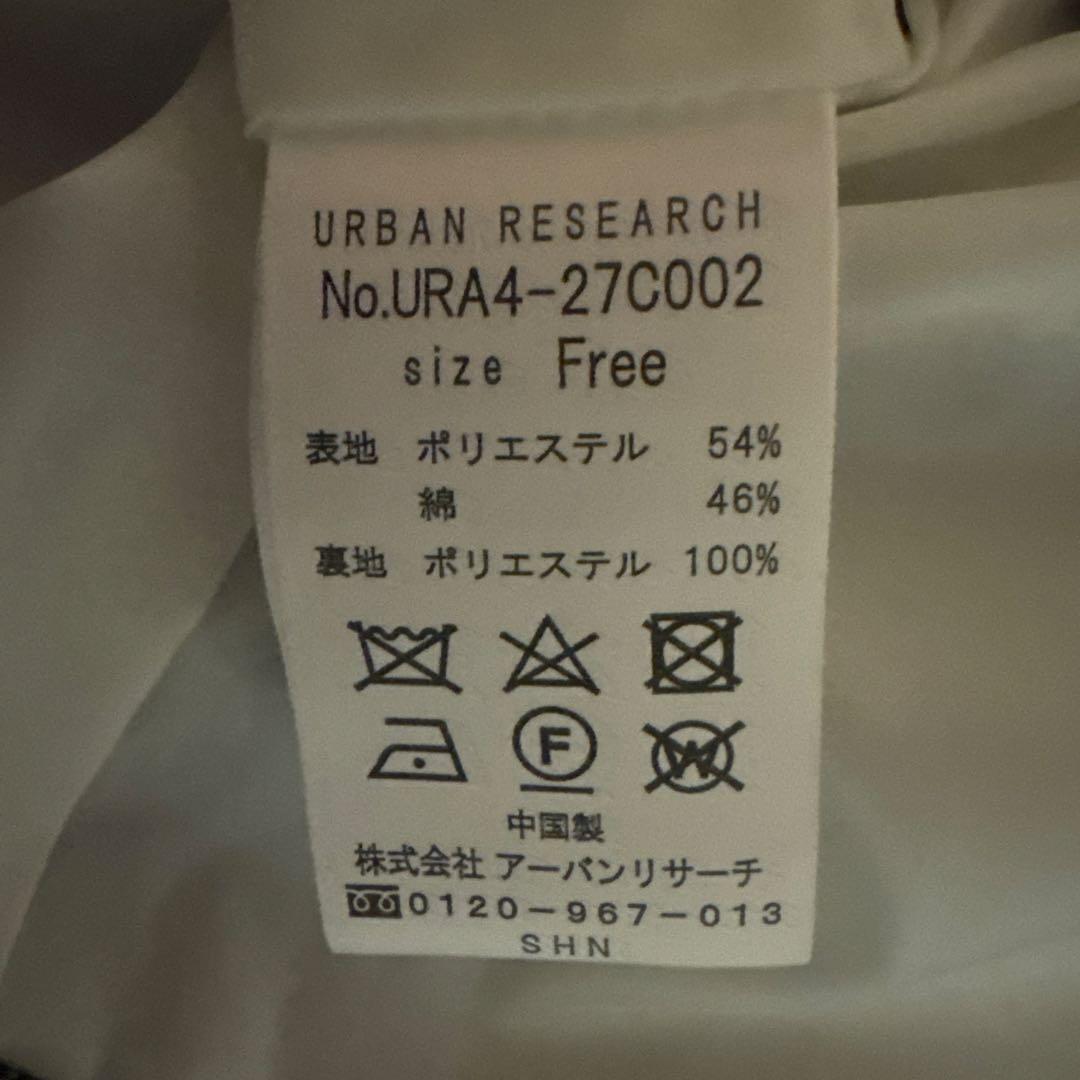 URBAN RESEARCH
No.URA4-27C002
size Free
表地 ポリエステル 54%
綿 46%
裏地 ポリエステル 100%
F W
中国製
株式会社 アーバンリサーチ
0120-967-013
SHN